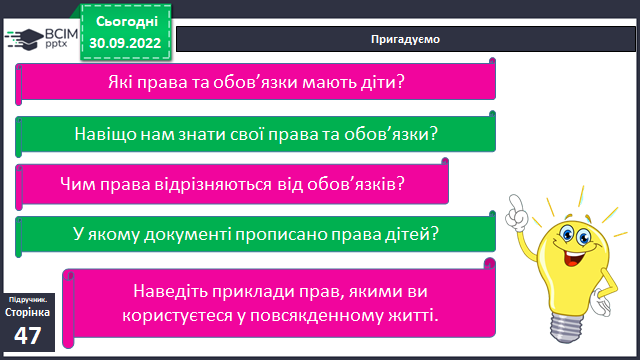 ВСІМ
pptx
Сьогодні
30.09.2022
Пригадуємо
Які права та обов’язки мають діти?
Навіщо нам знати свої права та обов’язки?
Чим права відрізняються від обов’язків?
У якому документі прописано права дітей?
Наведіть приклади прав, якими ви
користуєтеся у повсякденному житті.
Підручник.
Сторінка
47